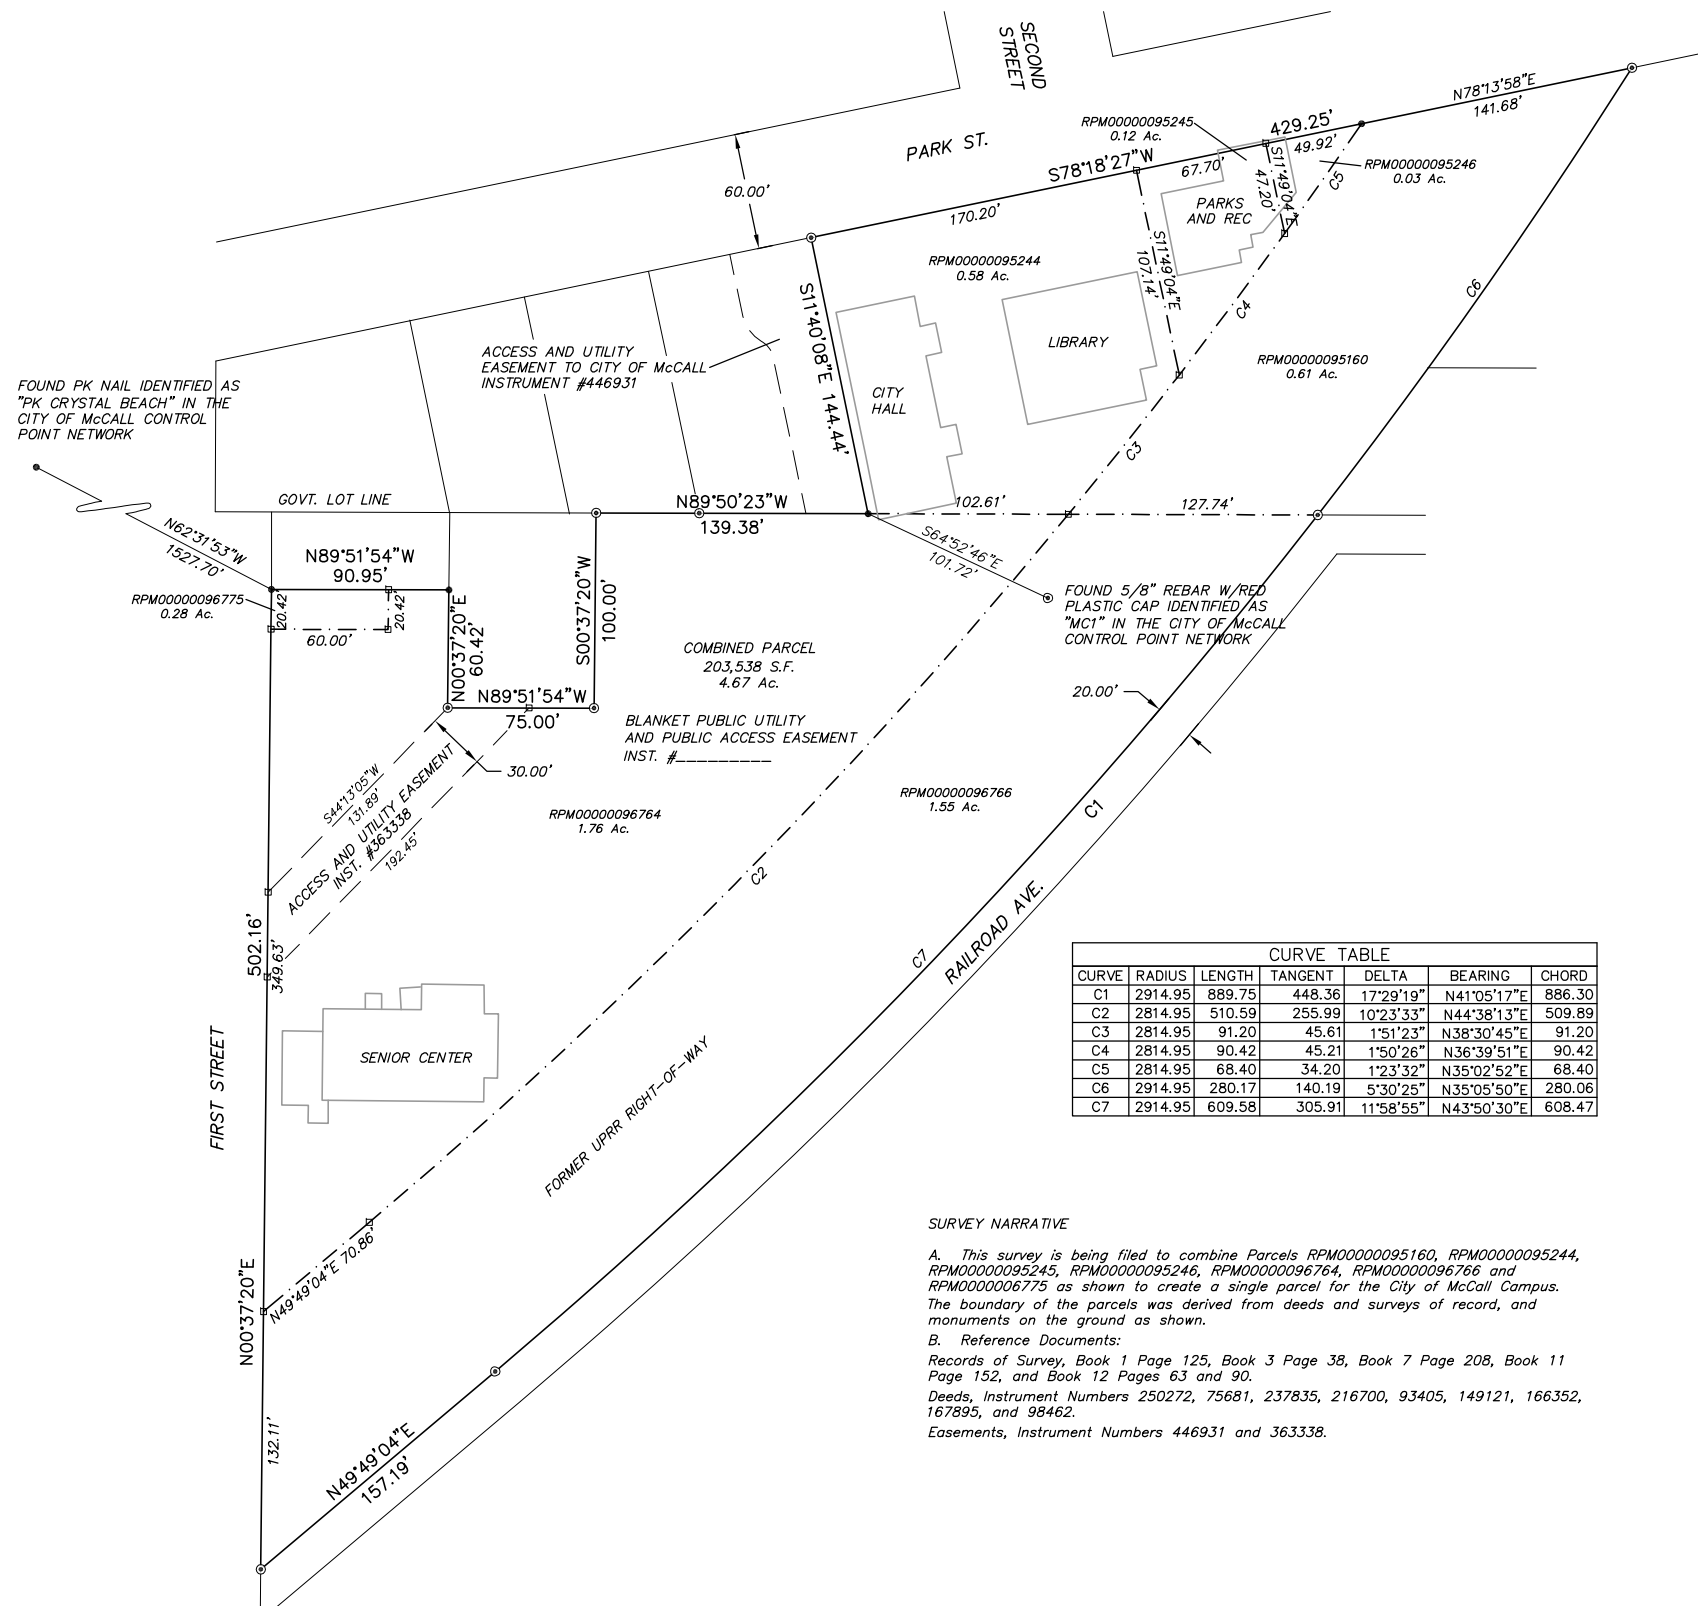 SECOND
STREET
PARK ST.
60.00'
N78°13'58"E
141.68'
429.25'
49.92'
S78°18'27"W
67.70'
170.20'
RPM00000095245
0.12 Ac.
RPM00000095246
0.03 Ac.
PARKS
AND REC
S11°49'04"E
47.20'
C5
S11°49'04"E
107.14'
C4
C6
RPM00000095244
0.58 Ac.
LIBRARY
RPM00000095160
0.61 Ac.
CITY
HALL
S11°40'08"E 144.44'
C3
ACCESS AND UTILITY
EASEMENT TO CITY OF McCALL
INSTRUMENT #446931
FOUND PK NAIL IDENTIFIED AS
"PK CRYSTAL BEACH" IN THE
CITY OF McCALL CONTROL
POINT NETWORK
GOVT. LOT LINE
N89°50'23"W
139.38'
102.61'
127.74'
N62°31'53"W
1527.70'
S64°52'46"E
101.72'
N89°51'54"W
90.95'
RPM00000096775
0.28 Ac.
20.42
20.42'
60.00'
N00°37'20"E
60.42'
S00°37'20"W
100.00'
N89°51'54"W
75.00'
FOUND 5/8" REBAR W/RED
PLASTIC CAP IDENTIFIED AS
"MC1" IN THE CITY OF McCALL
CONTROL POINT NETWORK
COMBINED PARCEL
203,538 S.F.
4.67 Ac.
20.00'
BLANKET PUBLIC UTILITY
AND PUBLIC ACCESS EASEMENT
INST. #_________
30.00'
S44°13'05"W
131.89'
ACCESS AND UTILITY EASEMENT
INST. #363338
192.45'
RPM00000096764
1.76 Ac.
RPM00000096766
1.55 Ac.
C1
C2
C7
RAILROAD AVE.
502.16'
349.63'
FIRST STREET
SENIOR CENTER
FORMER UPRR RIGHT-OF-WAY
N49°49'04"E 70.86'
N00°37'20"E
132.11'
N49°49'04"E
157.19'
CURVE TABLE
CURVE RADIUS LENGTH TANGENT DELTA BEARING CHORD
C1 2914.95 889.75 448.36 17°29'19" N41°05'17"E 886.30
C2 2814.95 510.59 255.99 10°23'33" N44°38'13"E 509.89
C3 2814.95 91.20 45.61 1°51'23" N38°30'45"E 91.20
C4 2814.95 90.42 45.21 1°50'26" N36°39'51"E 90.42
C5 2814.95 68.40 34.20 1°23'32" N35°02'52"E 68.40
C6 2914.95 280.17 140.19 5°30'25" N35°05'50"E 280.06
C7 2914.95 609.58 305.91 11°58'55" N43°50'30"E 608.47
SURVEY NARRATIVE
A. This survey is being filed to combine Parcels RPM00000095160, RPM00000095244,
RPM00000095245, RPM00000095246, RPM00000096764, RPM00000096766 and
RPM0000006775 as shown to create a single parcel for the City of McCall Campus.
The boundary of the parcels was derived from deeds and surveys of record, and
monuments on the ground as shown.
B. Reference Documents:
Records of Survey, Book 1 Page 125, Book 3 Page 38, Book 7 Page 208, Book 11
Page 152, and Book 12 Pages 63 and 90.
Deeds, Instrument Numbers 250272, 75681, 237835, 216700, 93405, 149121, 166352,
167895, and 98462.
Easements, Instrument Numbers 446931 and 363338.